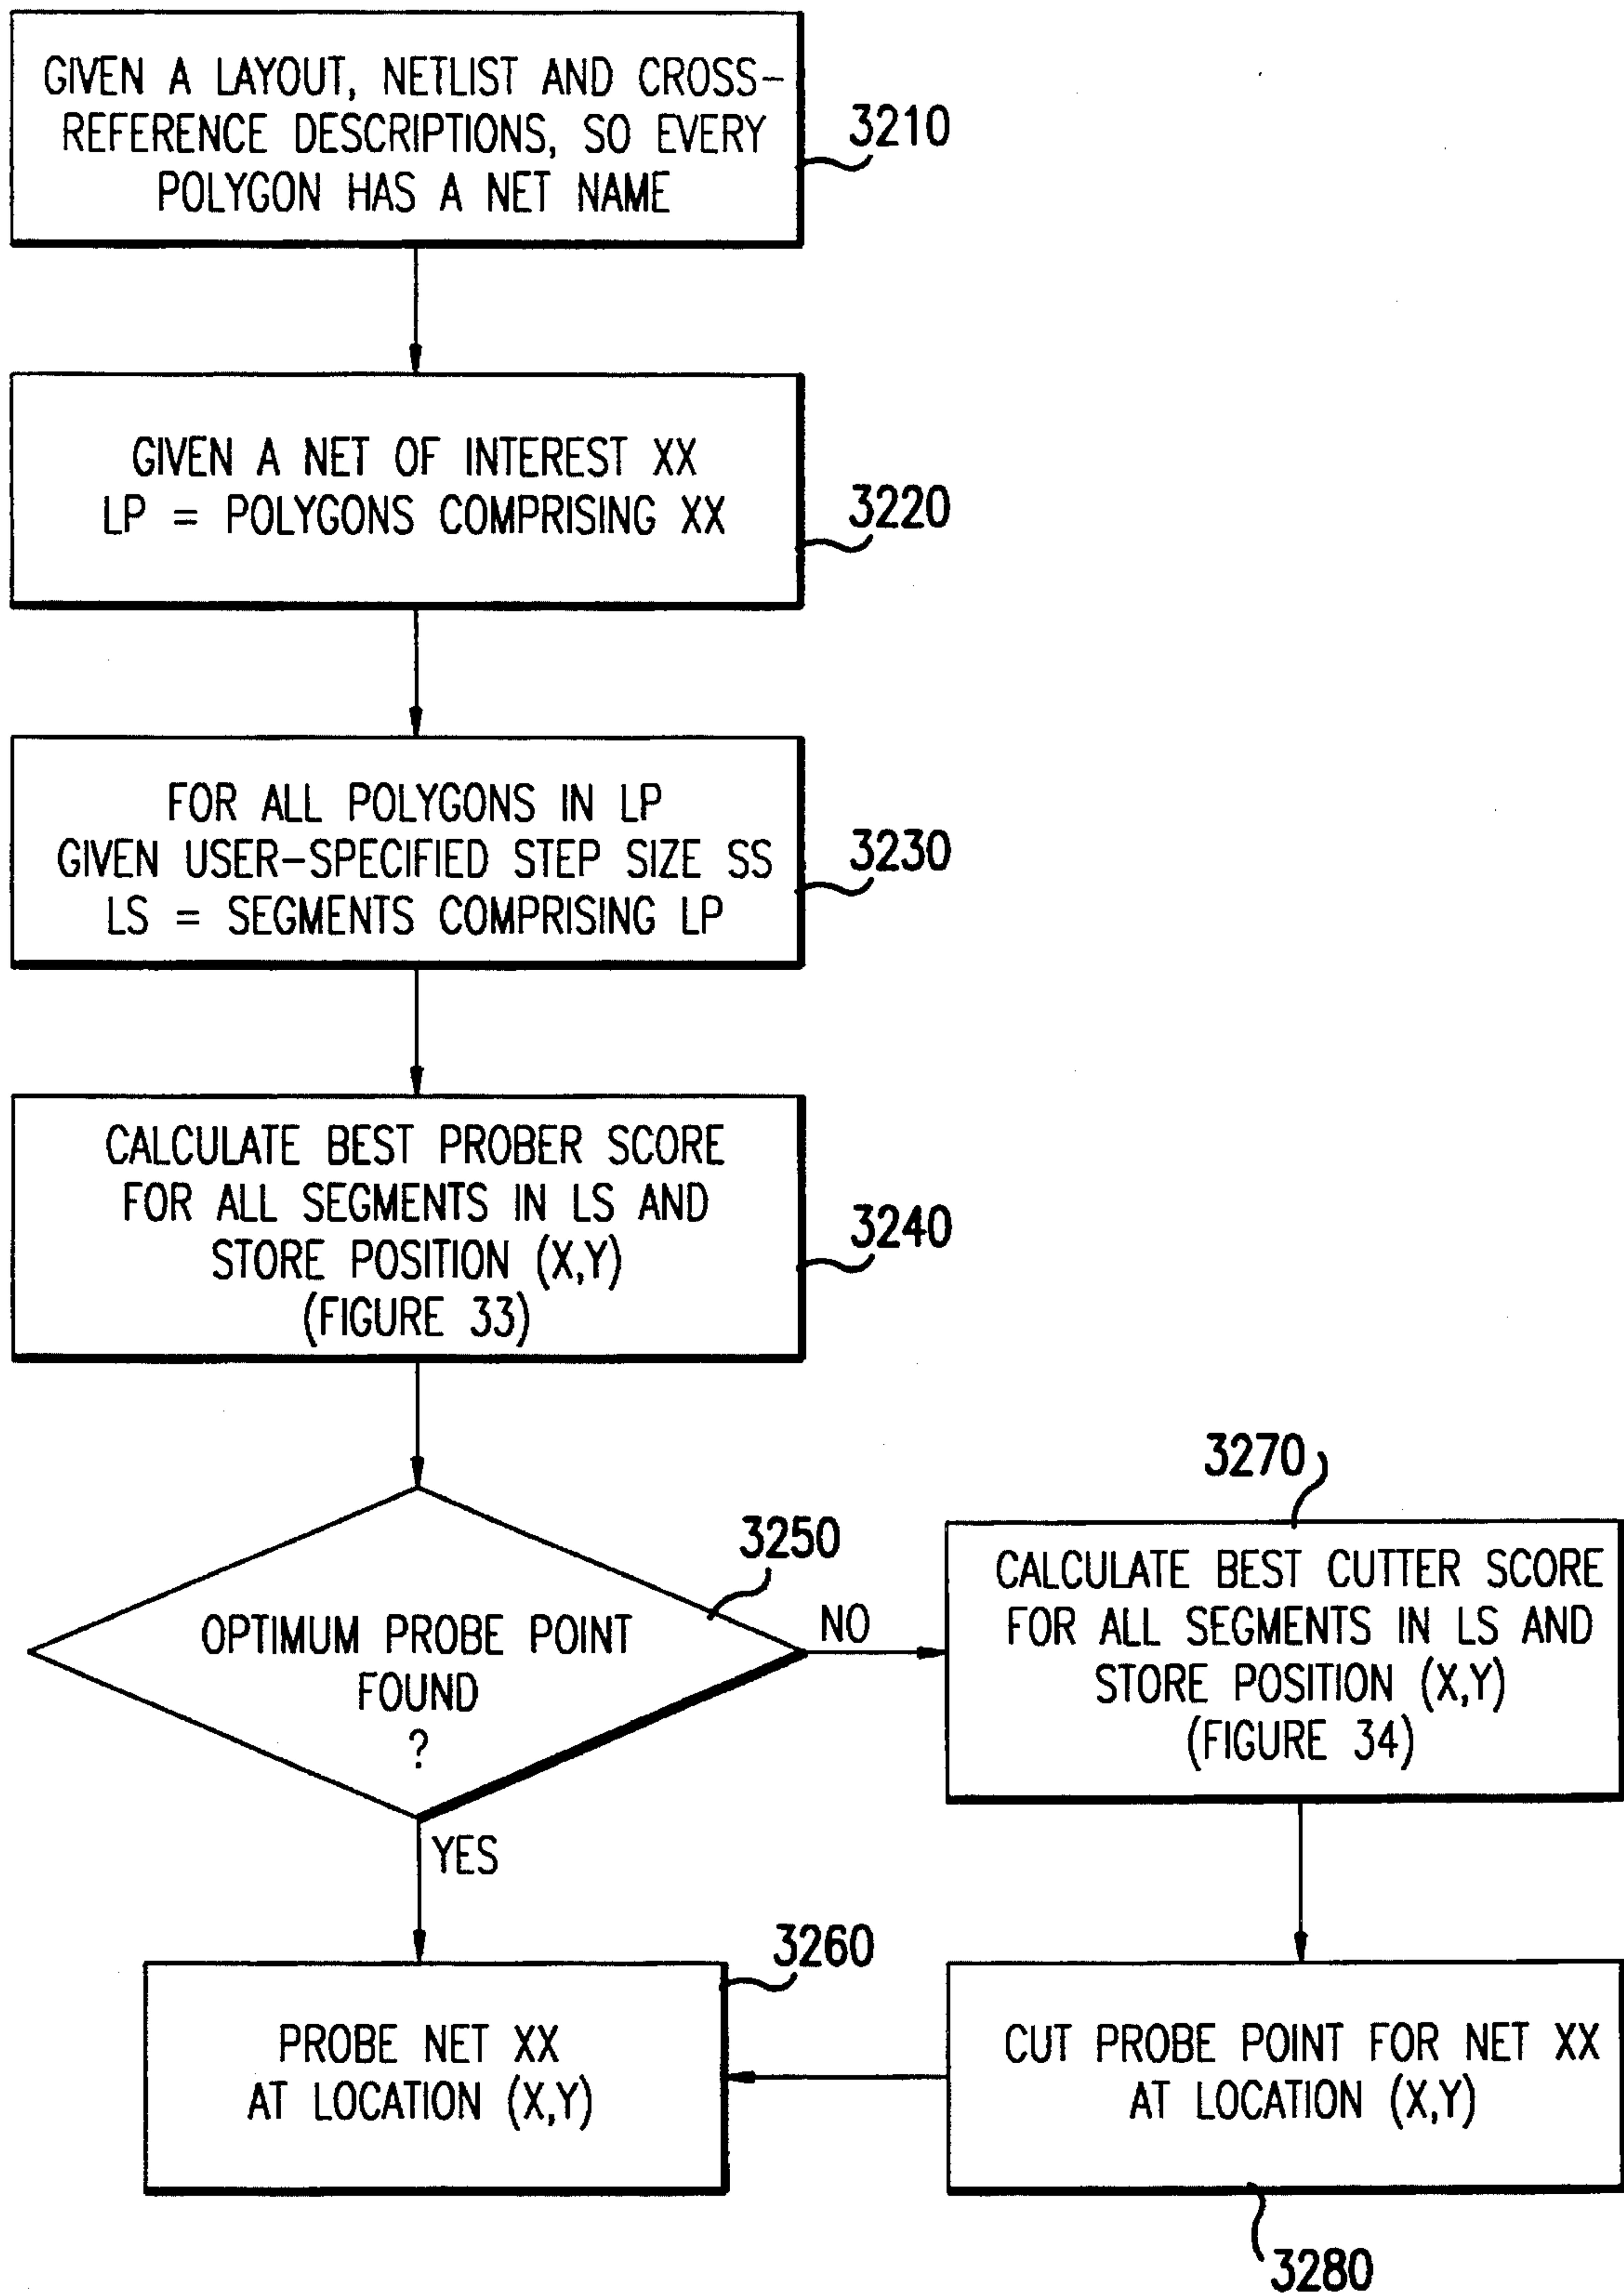 GIVEN A LAYOUT, NETLIST AND CROSS-
REFERENCE DESCRIPTIONS, SO EVERY
POLYGON HAS A NET NAME
3210
GIVEN A NET OF INTEREST XX
LP = POLYGONS COMPRISING XX
3220
FOR ALL POLYGONS IN LP
GIVEN USER-SPECIFIED STEP SIZE SS
LS = SEGMENTS COMPRISING LP
3230
CALCULATE BEST PROBER SCORE
FOR ALL SEGMENTS IN LS AND
STORE POSITION (X,Y)
(FIGURE 33)
3240
OPTIMUM PROBE POINT
FOUND
?
3250
NO
YES
3270
CALCULATE BEST CUTTER SCORE
FOR ALL SEGMENTS IN LS AND
STORE POSITION (X,Y)
(FIGURE 34)
PROBE NET XX
AT LOCATION (X,Y)
3260
CUT PROBE POINT FOR NET XX
AT LOCATION (X,Y)
3280